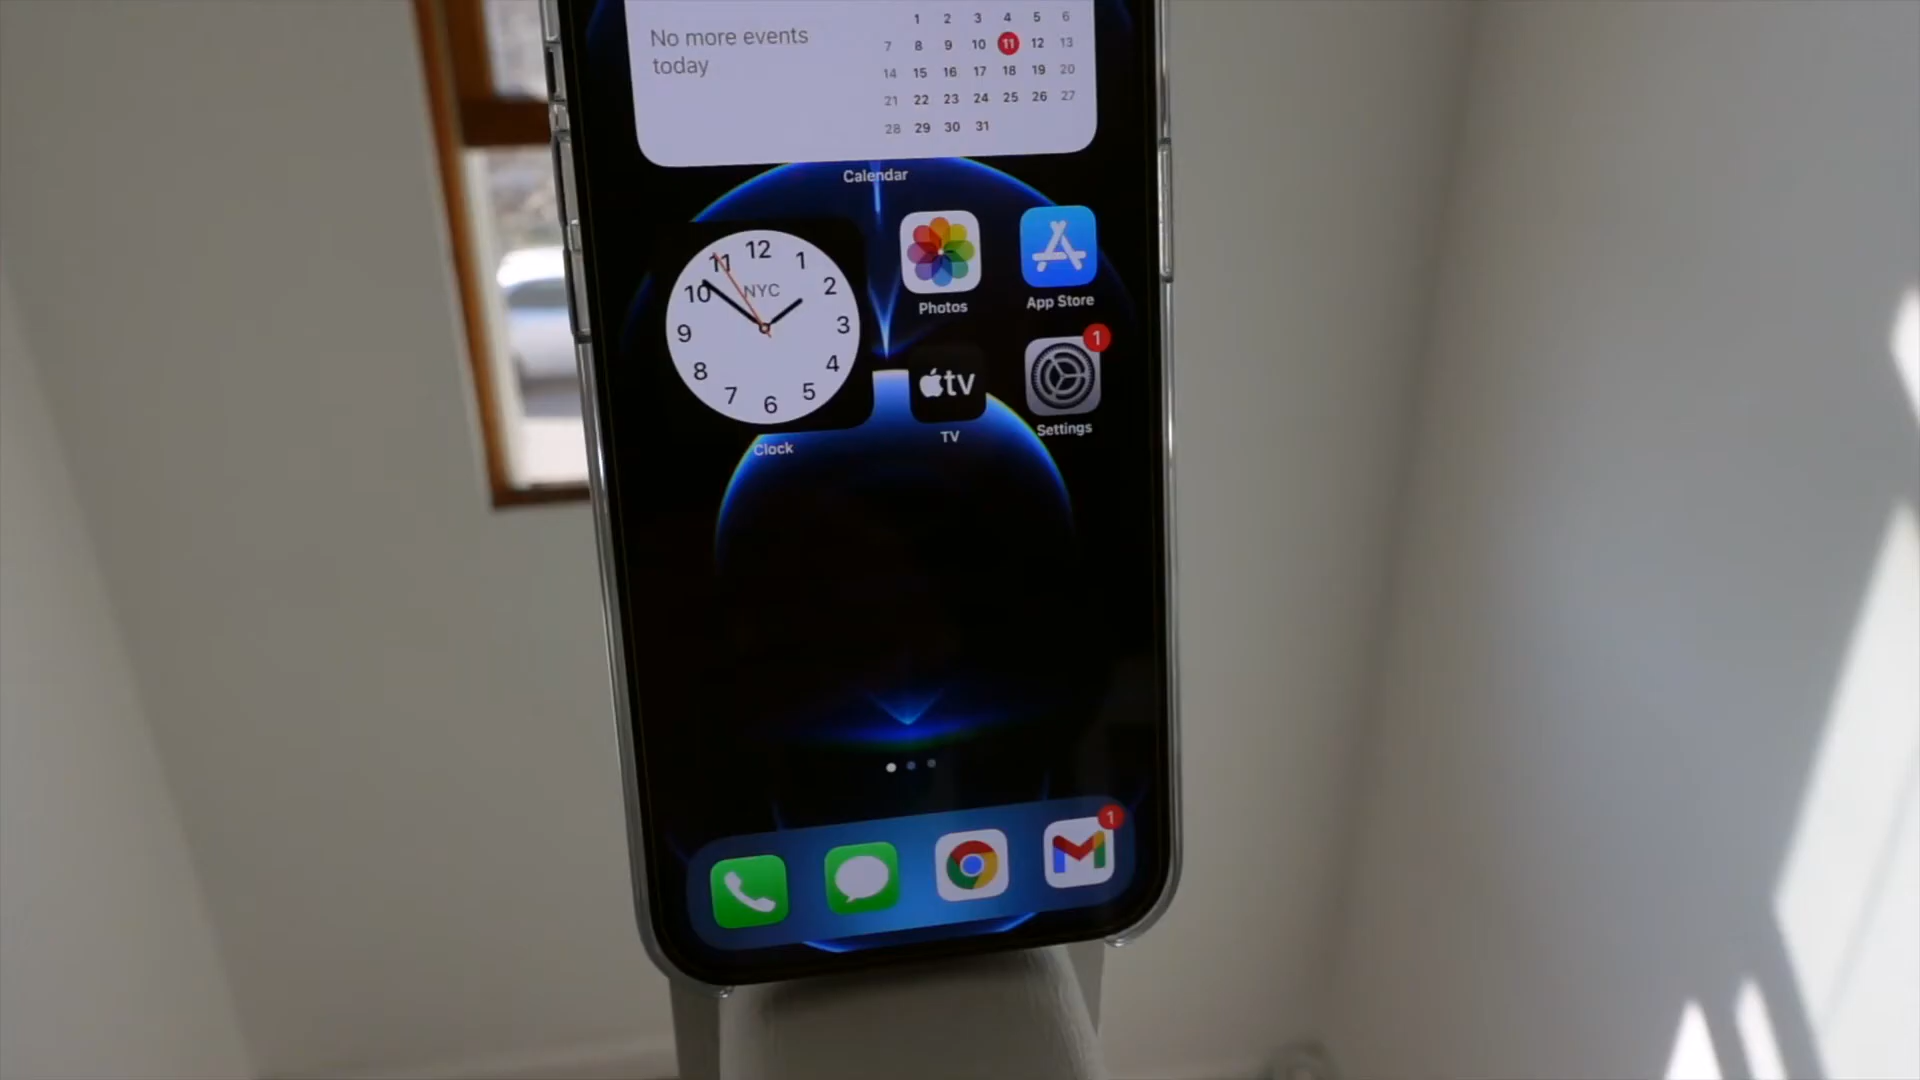 No more events
today
1 2 3 4 5 6
7 8 9 10 11 12 13
14 15 16 17 18 19 20
21 22 23 24 25 26 27
28 29 30 31
Calendar
12
11 1
10 NYC 2
9 3
8 4
7 5
6
Clock
Photos
App Store
tv
TV
1
Settings
1